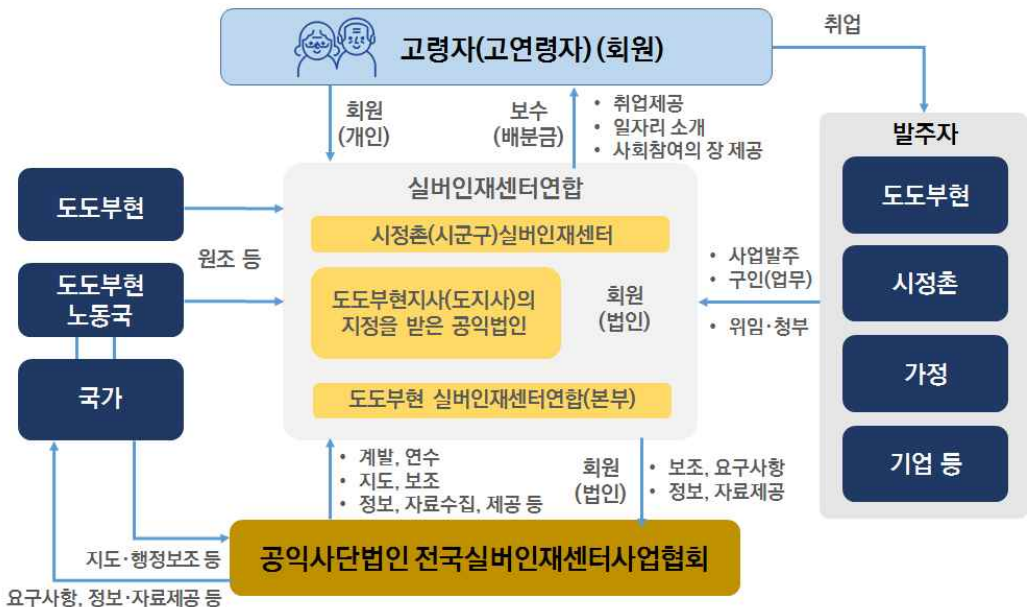 고령자(고연령자) (회원)
취업
회원
(개인)
보수
(배분금)
• 취업제공
• 일자리 소개
• 사회참여의 장 제공
발주자
도도부현
시정촌
가정
기업 등
도도부현
원조 등
도도부현
노동국
국가
실버인재센터연합
시정촌(시군구)실버인재센터
도도부현지사(도지사)의
지정을 받은 공익법인
회원
(법인)
도도부현 실버인재센터연합(본부)
• 사업발주
• 구인(업무)
• 위임·청부
• 계발, 연수
• 지도, 보조
• 정보, 자료수집, 제공 등
회원
(법인)
• 보조, 요구사항
• 정보, 자료제공
공익사단법인 전국실버인재센터사업협회
지도·행정보조 등
요구사항, 정보·자료제공 등